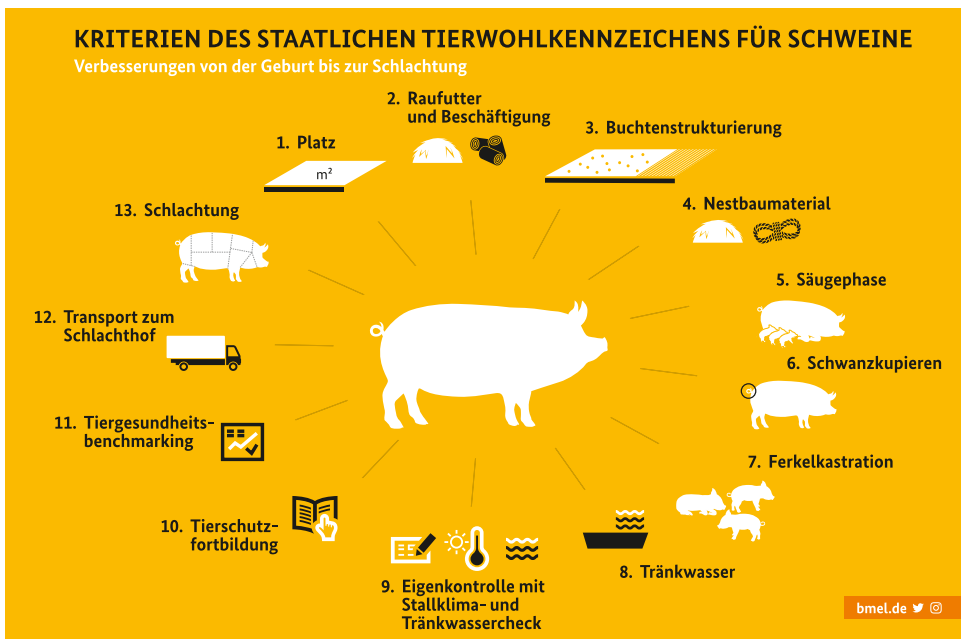 KRITERIEN DES STAATLICHEN TIERWOHLKENNZEICHENS FÜR SCHWEINE
Verbesserungen von der Geburt bis zur Schlachtung
1. Platz
m²
2. Raufutter
und Beschäftigung
3. Buchtenstrukturierung
4. Nestbaumaterial
5. Säugephase
6. Schwanzkupieren
7. Ferkelkastration
8. Tränkwasser
9. Eigenkontrolle mit
Stallklima- und
Tränkwassercheck
10. Tierschutz-
fortbildung
11. Tiergesundheits-
benchmarking
12. Transport zum
Schlachthof
13. Schlachtung
bmel.de